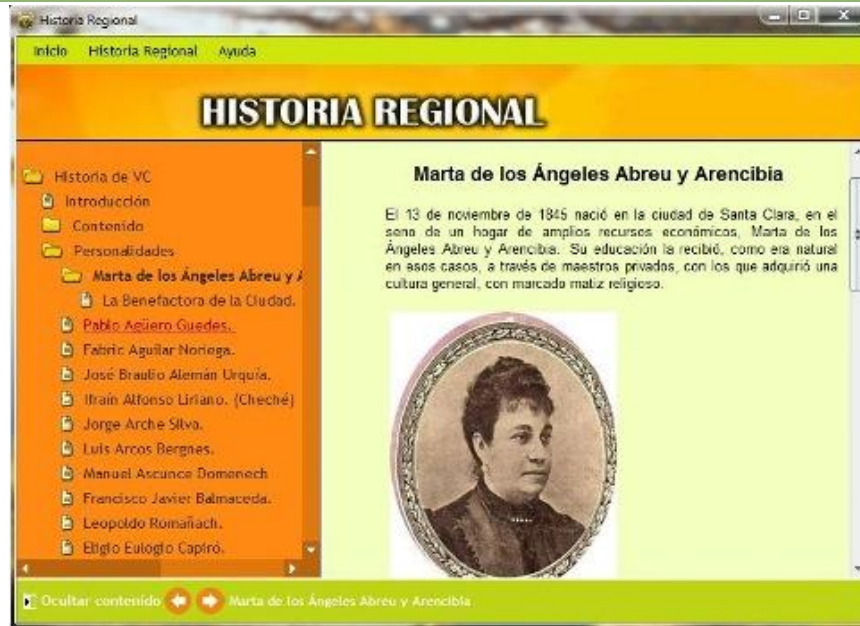 Historia Regional
Inicio Historia Regional Ayuda
HISTORIA REGIONAL
Historia de VC
Introducción
Contenido
Personalidades
Marta de los Ángeles Abreu y A
La Benefactora de la Ciudad.
Pablo Agüero Guedes.
Fabric Aguilar Noriega.
José Braulio Alemán Urquía.
Ifraín Alfonso Liriano. (Cheché)
Jorge Arche Silva.
Luis Arcos Bergnes.
Manuel Ascunce Domenech
Francisco Javier Balmaceda.
Leopoldo Romañach.
Eligio Eulogio Capiró.
Marta de los Ángeles Abreu y Arencibia
El 13 de noviembre de 1845 nació en la ciudad de Santa Clara, en el
seno de un hogar de amplios recursos económicos, Marta de los
Ángeles Abreu y Arencibia. Su educación la recibió, como era natural
en esos casos, a través de maestros privados, con los que adquirió una
cultura general, con marcado matiz religioso.
Ocultar contenido Marta de los Ángeles Abreu y Arencibia